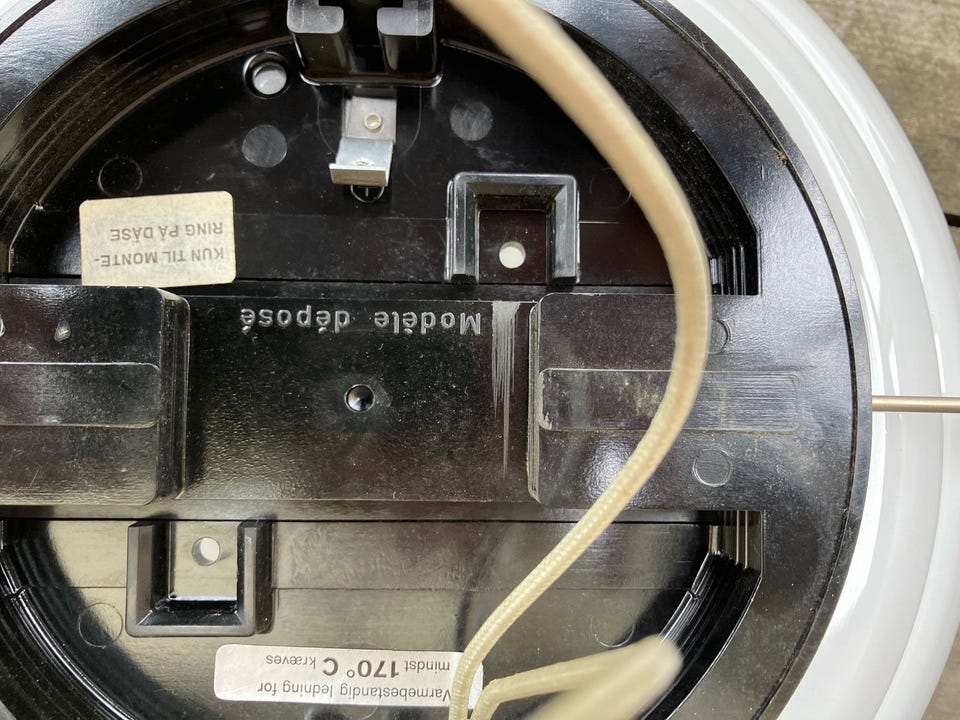 KUN TIL MONTE-
RING PÅ DÅSE
Modèle déposé
Varmebestandig ledning for
mindst 170° C kræves